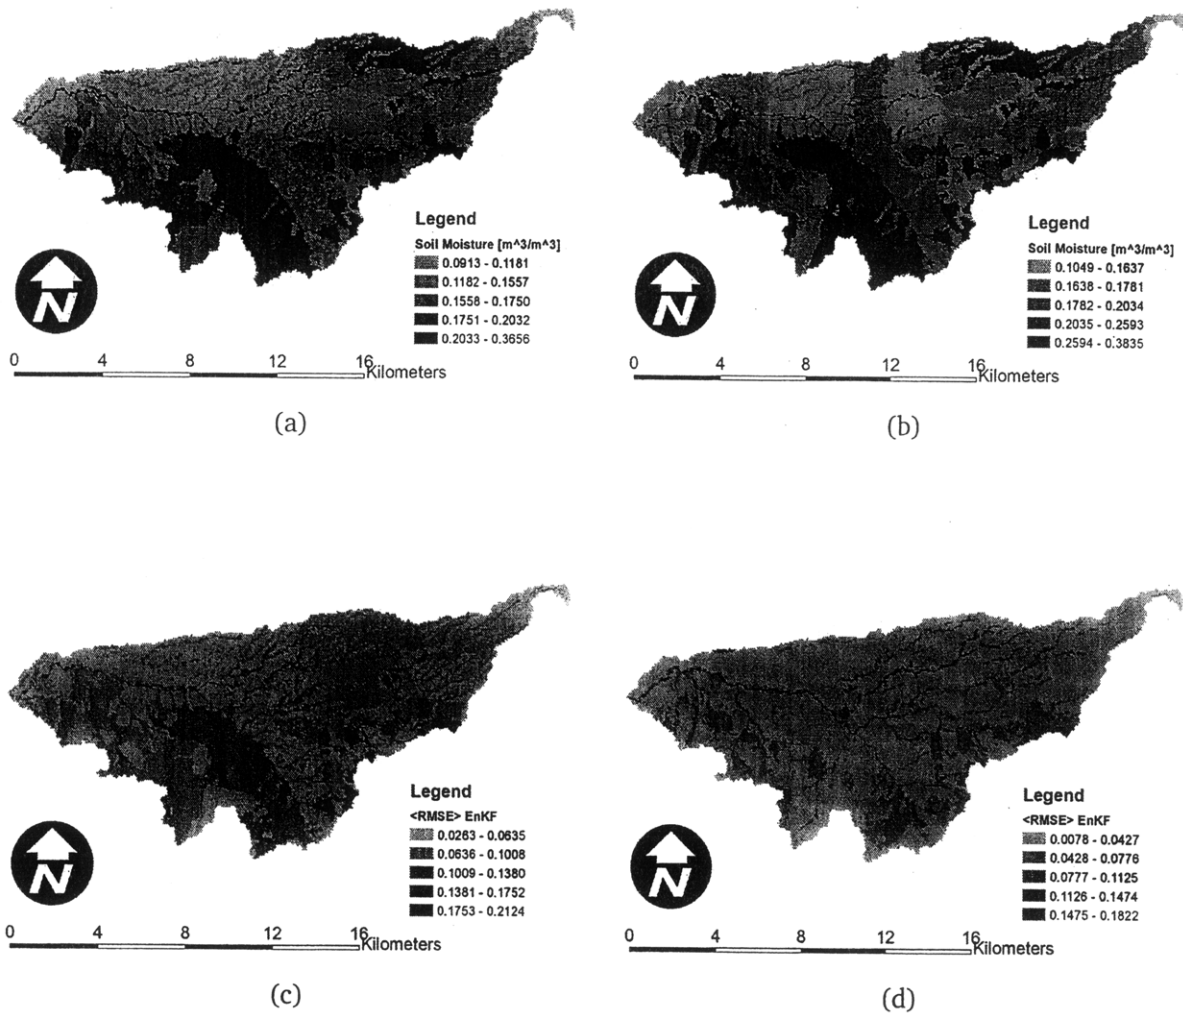 Legend
Soil Moisture [m^3/m^3]
0.0913 - 0.1181
0.1182 - 0.1557
0.1558 - 0.1750
0.1751 - 0.2032
0.2033 - 0.3656
N
0 4 8 12 16
Kilometers
(a)
Legend
Soil Moisture [m^3/m^3]
0.1049 - 0.1637
0.1638 - 0.1781
0.1782 - 0.2034
0.2035 - 0.2593
0.2594 - 0.3835
N
0 4 8 12 16
Kilometers
(b)
Legend
<RMSE> EnKF
0.0263 - 0.0635
0.0636 - 0.1008
0.1009 - 0.1380
0.1381 - 0.1752
0.1753 - 0.2124
N
0 4 8 12 16
Kilometers
(c)
Legend
<RMSE> EnKF
0.0078 - 0.0427
0.0428 - 0.0776
0.0777 - 0.1125
0.1126 - 0.1474
0.1475 - 0.1822
N
0 4 8 12 16
Kilometers
(d)